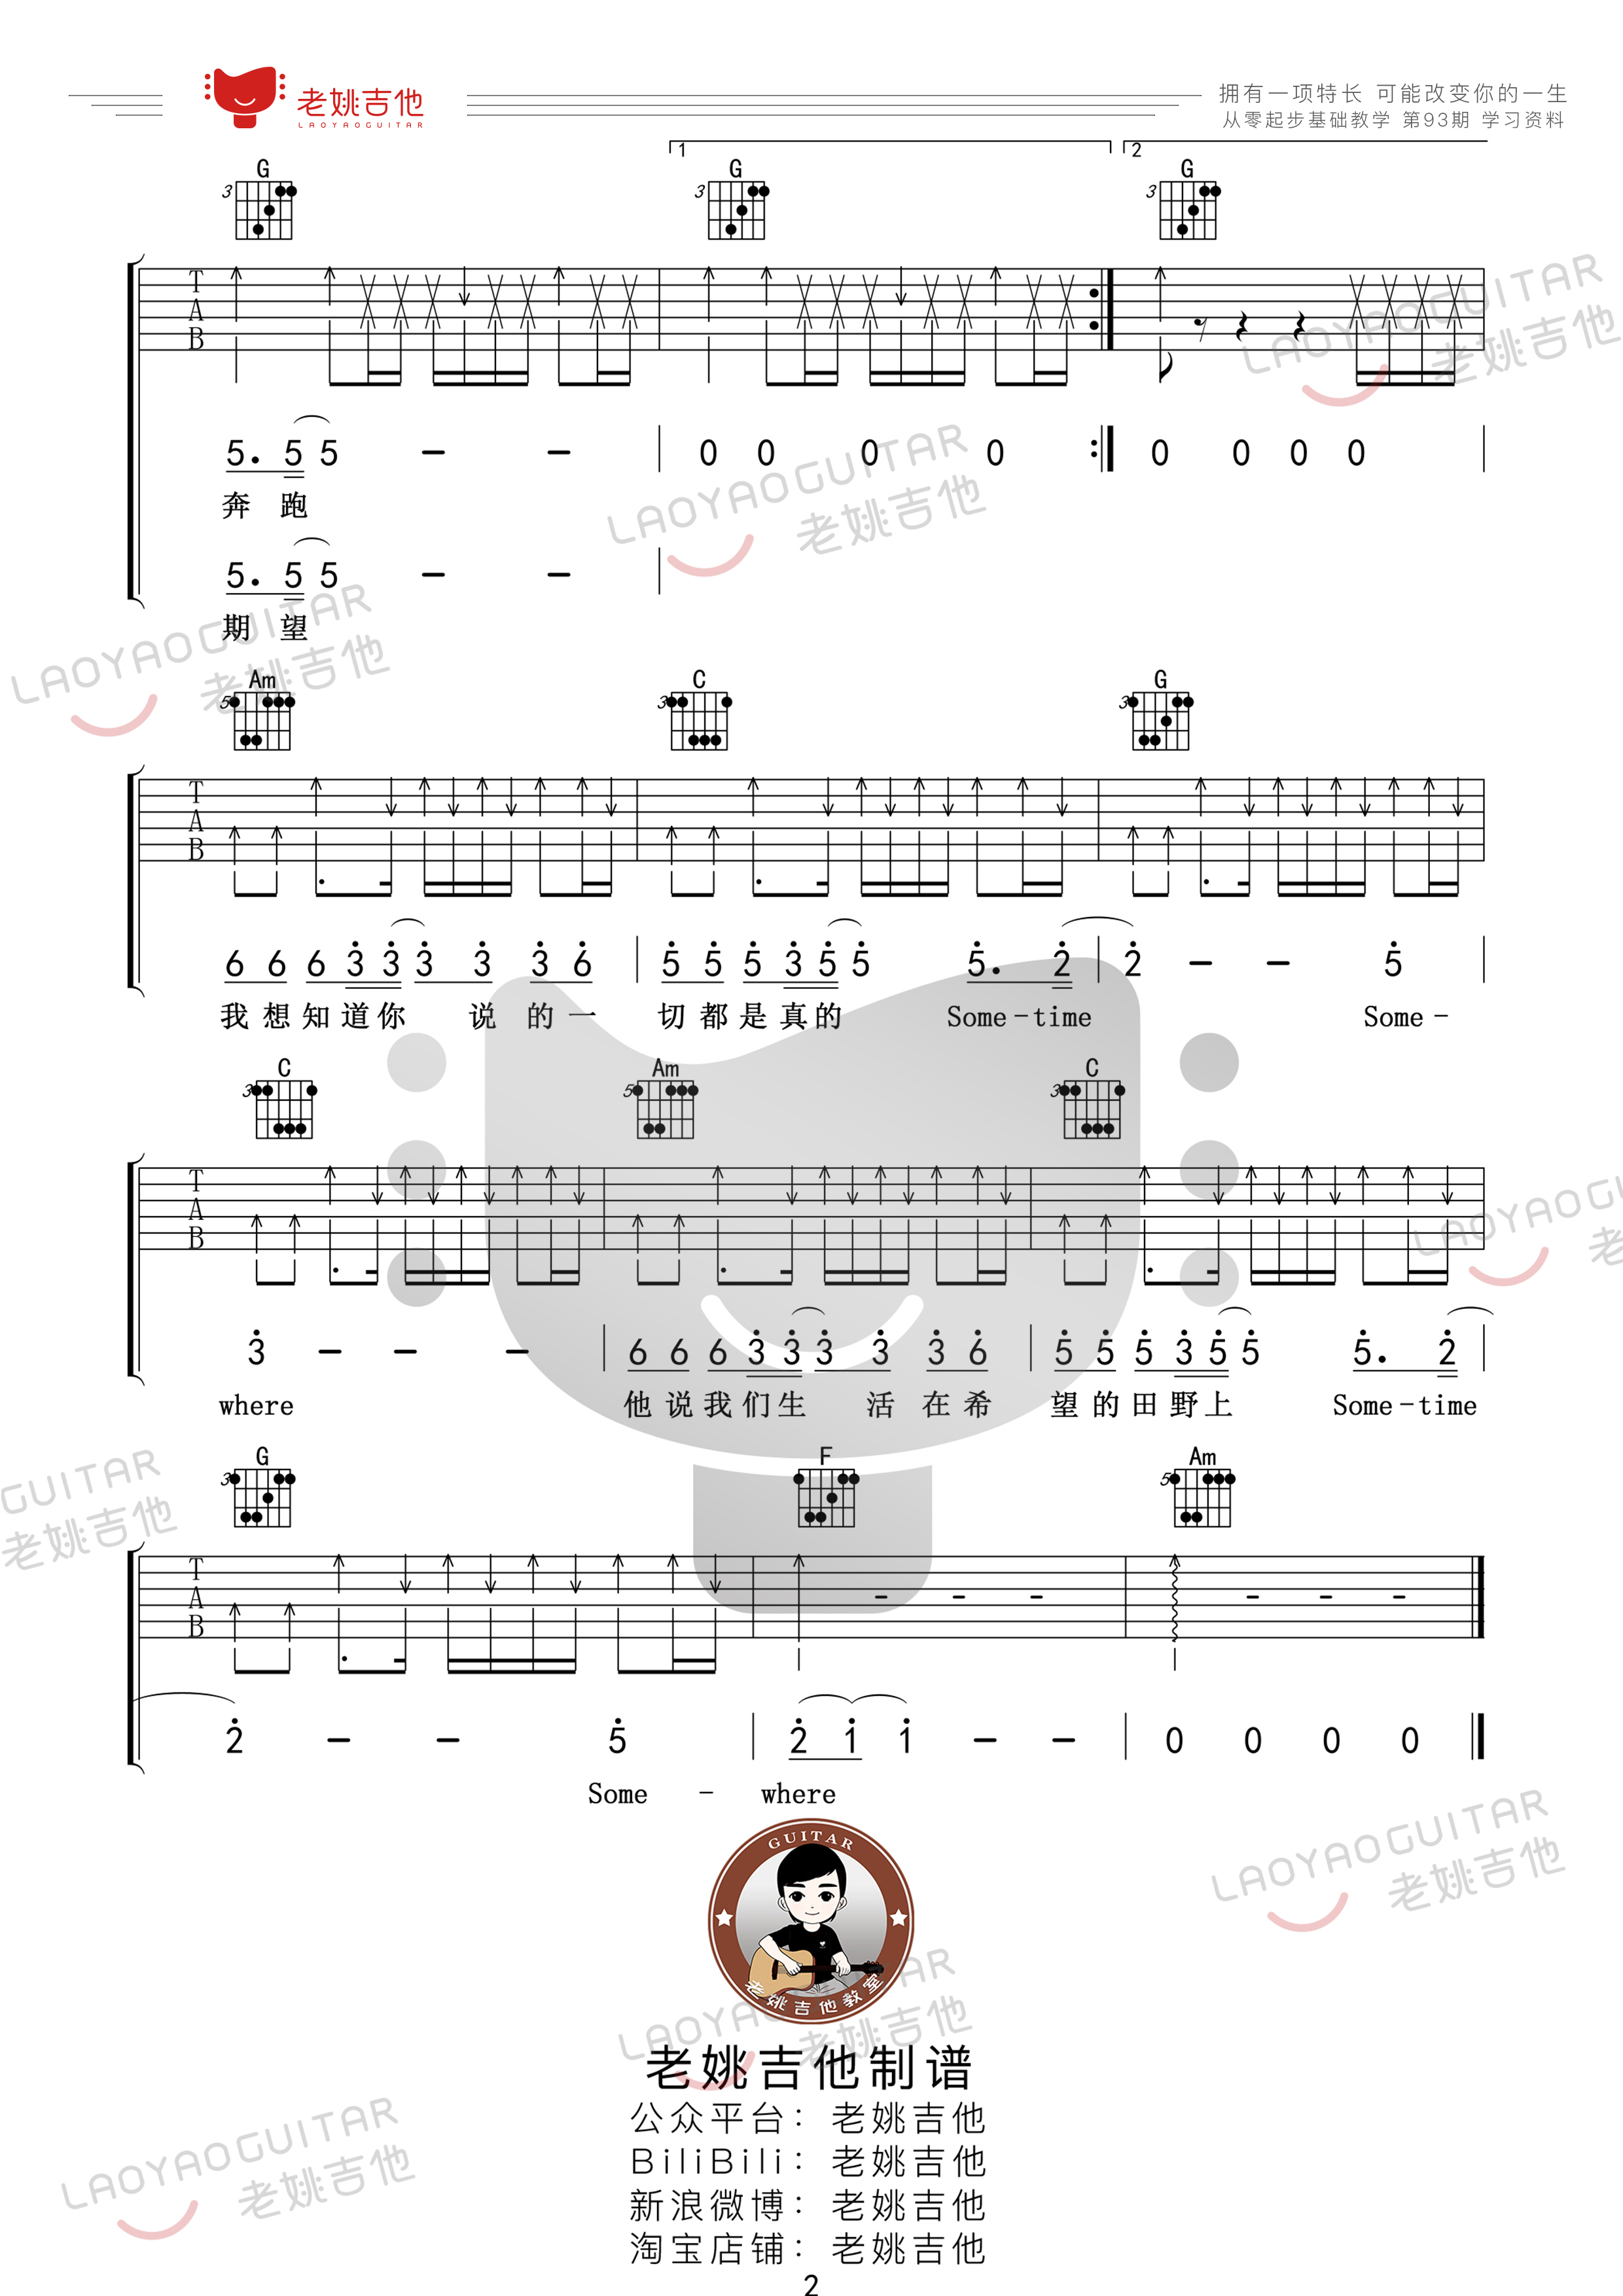 老姚吉他
LAOYAOGUITAR
拥有一项特长 可能改变你的一生
从零起步基础教学 第93期 学习资料
1 2
G G G
3 3 3
T
A
B
5. 5 5 - - 0 0 0 0 0 0 0 0
奔 跑
5. 5 5 - -
期 望
Am C G
5 3 3
T
A
B
6 6 6 3 3 3 3 3 6 5 5 5 3 5 5 5. 2 2 - - 5
我 想 知 道 你 说 的 一 切 都 是 真 的 Some-time Some-
C Am C
3 5 3
T
A
B
3 - - - 6 6 6 3 3 3 3 3 6 5 5 5 3 5 5 5. 2
where 他 说 我 们 生 活 在 希 望 的 田 野 上 Some-time
G F Am
3 5
T
A
B
2 - - 5 2 1 1 - - 0 0 0 0
Some - where
GUITAR
老姚吉他教室
老姚吉他制谱
公众平台: 老姚吉他
BiliBili: 老姚吉他
新浪微博: 老姚吉他
淘宝店铺: 老姚吉他
2